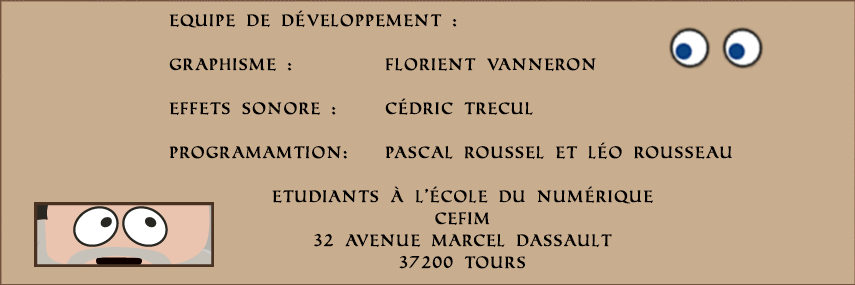 EQUIPE DE DÉVELOPPEMENT :
GRAPHISME : FLORIENT VANNERON
EFFETS SONORE : CÉDRIC TRECUL
PROGRAMAMTION: PASCAL ROUSSEL ET LÉO ROUSSEAU
ETUDIANTS À L'ÉCOLE DU NUMÉRIQUE
CEFIM
32 AVENUE MARCEL DASSAULT
37200 TOURS